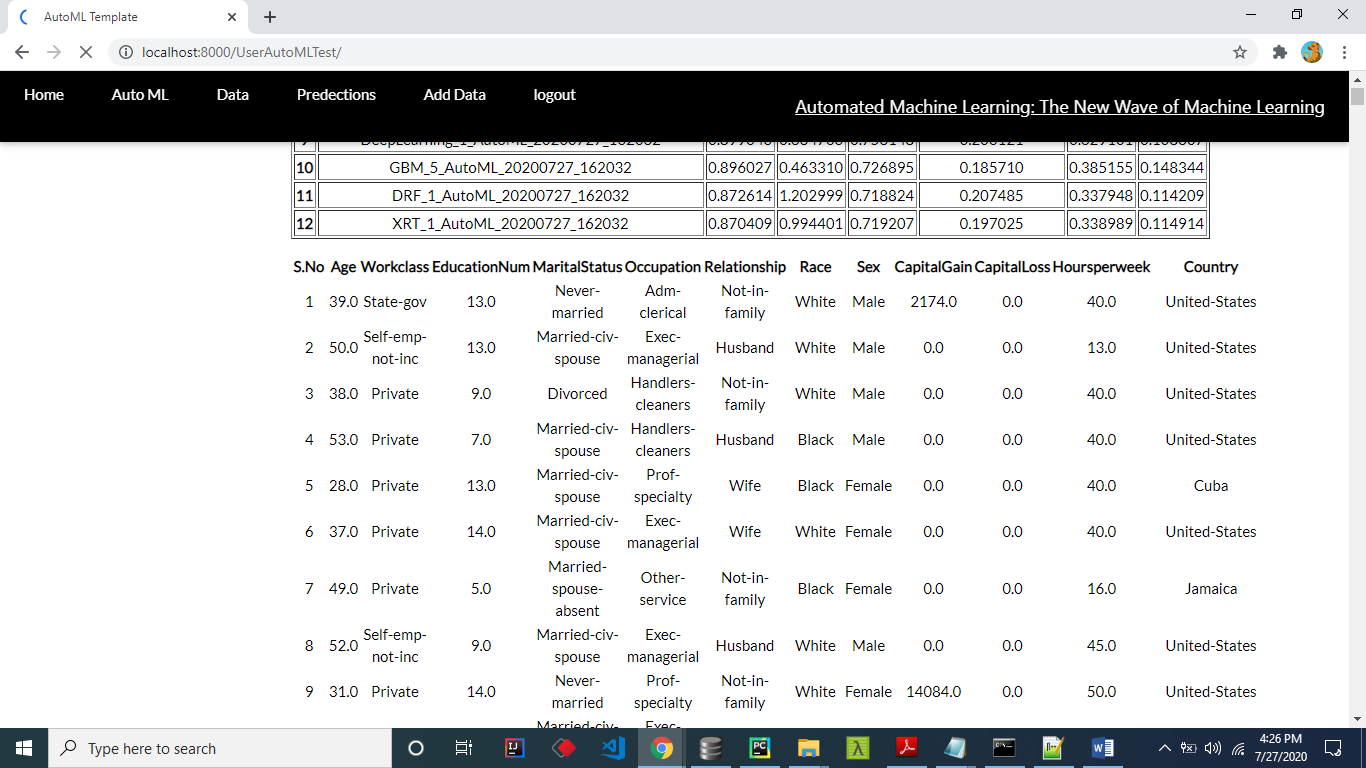 AutoML Template
localhost:8000/UserAutoMLTest/
Home Auto ML Data Predections Add Data logout Automated Machine Learning: The New Wave of Machine Learning
10 GBM_5_AutoML_20200727_162032 0.896027 0.463310 0.726895 0.185710 0.385155 0.148344
11 DRF_1_AutoML_20200727_162032 0.872614 1.202999 0.718824 0.207485 0.337948 0.114209
12 XRT_1_AutoML_20200727_162032 0.870409 0.994401 0.719207 0.197025 0.338989 0.114914
S.No Age Workclass EducationNum MaritalStatus Occupation Relationship Race Sex CapitalGain CapitalLoss Hoursperweek Country
1 39.0 State-gov 13.0 Never-married Adm-clerical Not-in-family White Male 2174.0 0.0 40.0 United-States
2 50.0 Self-emp-not-inc 13.0 Married-civ-spouse Exec-managerial Husband White Male 0.0 0.0 13.0 United-States
3 38.0 Private 9.0 Divorced Handlers-cleaners Not-in-family White Male 0.0 0.0 40.0 United-States
4 53.0 Private 7.0 Married-civ-spouse Handlers-cleaners Husband Black Male 0.0 0.0 40.0 United-States
5 28.0 Private 13.0 Married-civ-spouse Prof-specialty Wife Black Female 0.0 0.0 40.0 Cuba
6 37.0 Private 14.0 Married-civ-spouse Exec-managerial Wife White Female 0.0 0.0 40.0 United-States
7 49.0 Private 5.0 Married-spouse-absent Other-service Not-in-family Black Female 0.0 0.0 16.0 Jamaica
8 52.0 Self-emp-not-inc 9.0 Married-civ-spouse Exec-managerial Husband White Male 0.0 0.0 45.0 United-States
9 31.0 Private 14.0 Never-married Prof-specialty Not-in-family White Female 14084.0 0.0 50.0 United-States
Married-civ- Exec-
Type here to search
4:26 PM
7/27/2020